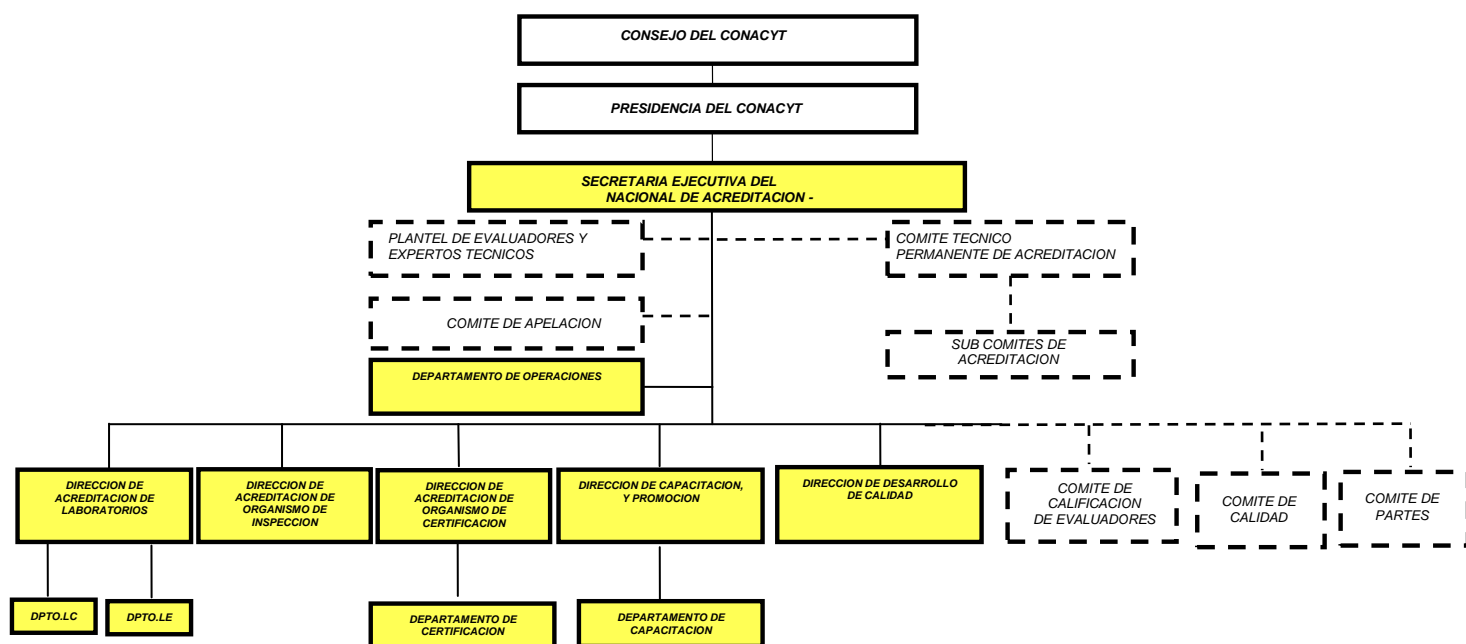 CONSEJO DEL CONACYT
PRESIDENCIA DEL CONACYT
SECRETARIA EJECUTIVA DEL
NACIONAL DE ACREDITACION -
PLANTEL DE EVALUADORES Y
EXPERTOS TECNICOS
COMITE TECNICO
PERMANENTE DE ACREDITACION
COMITE DE APELACION
SUB COMITES DE
ACREDITACION
DEPARTAMENTO DE OPERACIONES
DIRECCION DE
ACREDITACION DE
LABORATORIOS
DIRECCION DE
ACREDITACION DE
ORGANISMO DE
INSPECCION
DIRECCION DE
ACREDITACION DE
ORGANISMO DE
CERTIFICACION
DIRECCION DE CAPACITACION,
Y PROMOCION
DIRECCION DE DESARROLLO
DE CALIDAD
COMITE DE
CALIFICACION
DE EVALUADORES
COMITE DE
CALIDAD
COMITE DE
PARTES
DPTO.LC
DPTO.LE
DEPARTAMENTO DE
CERTIFICACION
DEPARTAMENTO DE
CAPACITACION